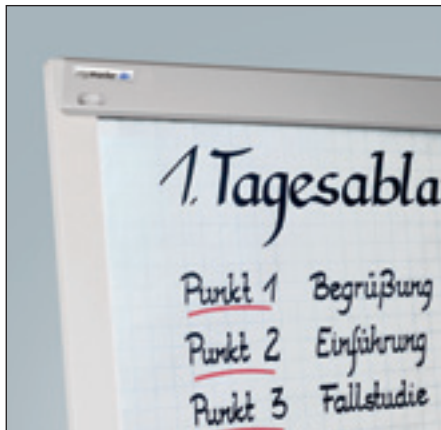 1. Tagesabla
Punkt 1 Begrüßung
Punkt 2 Einführung
Punkt 3 Fallstudie